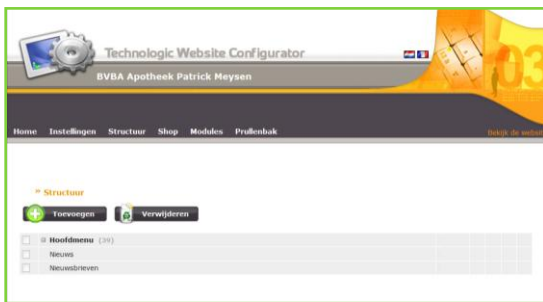 Technologic Website Configurator
BVBA Apotheek Patrick Meysen
03
Home Instellingen Structuur Shop Modules Prullenbak Bekijk de websit
» Structuur
Toevoegen Verwijderen
Hoofdmenu (39)
Nieuws
Nieuwsbrieven